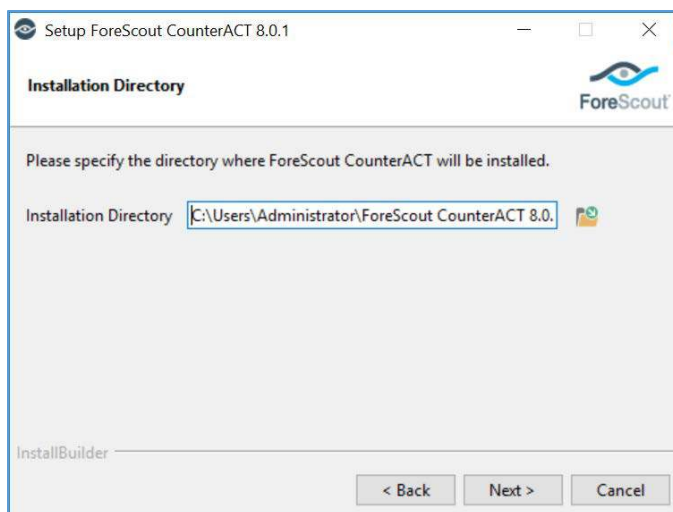 Setup ForeScout CounterACT 8.0.1
Installation Directory
ForeScout
Please specify the directory where ForeScout CounterACT will be installed.
Installation Directory C:\Users\Administrator\ForeScout CounterACT 8.0.
InstallBuilder
< Back Next > Cancel